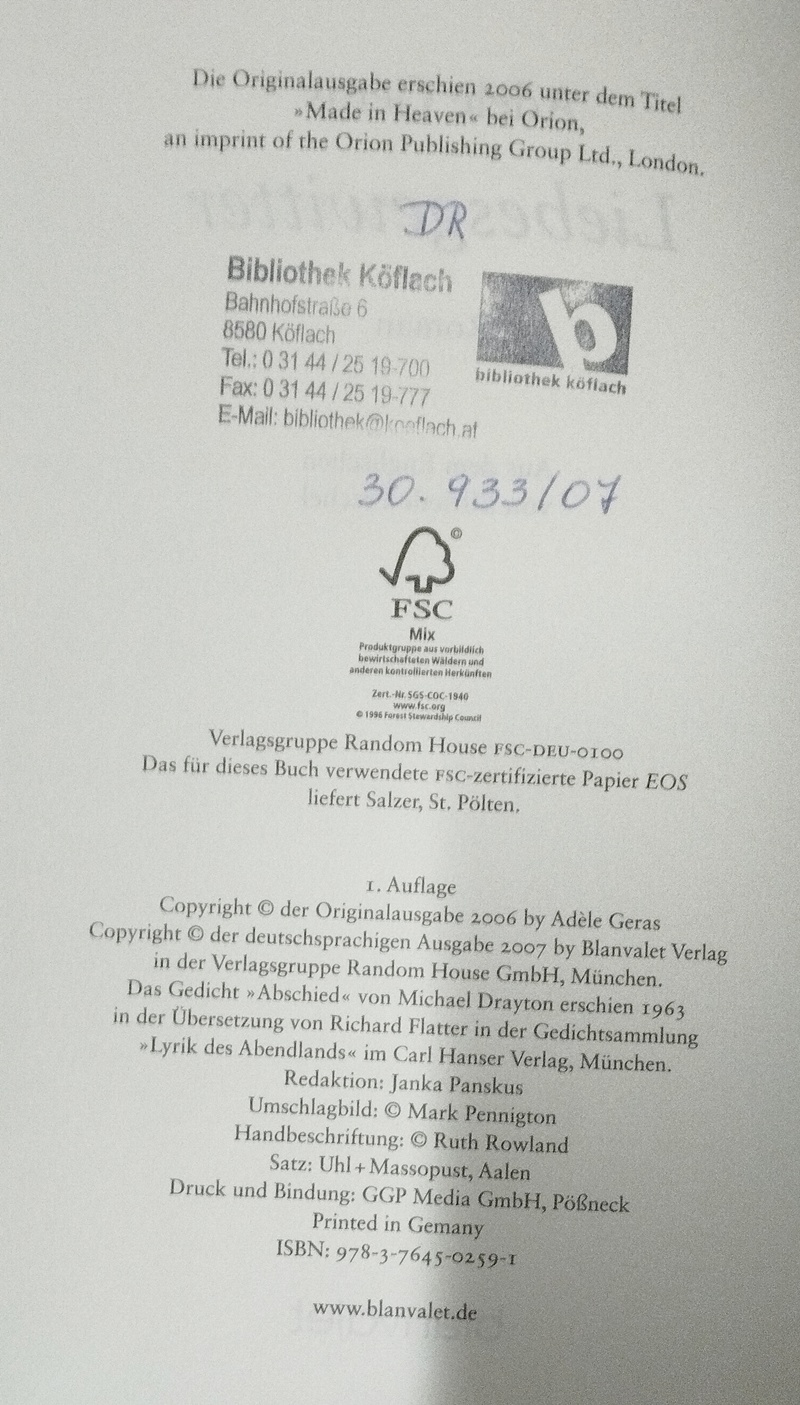 Die Originalausgabe erschien 2006 unter dem Titel
»Made in Heaven« bei Orion,
an imprint of the Orion Publishing Group Ltd., London.
DR
Bibliothek Köflach
Bahnhofstraße 6
8580 Köflach
Tel.: 0 31 44 / 25 19-700
Fax: 0 31 44 / 25 19-777
E-Mail: bibliothek@koeflach.at
b
bibliothek köflach
30. 933/07
©
FSC
Mix
Produktgruppe aus vorbildlich
bewirtschafteten Wäldern und
anderen kontrollierten Herkünften
Zert.-Nr. SGS-COC-1940
www.fsc.org
© 1996 Forest Stewardship Council
Verlagsgruppe Random House FSC-DEU-0100
Das für dieses Buch verwendete FSC-zertifizierte Papier EOS
liefert Salzer, St. Pölten.
1. Auflage
Copyright © der Originalausgabe 2006 by Adèle Geras
Copyright © der deutschsprachigen Ausgabe 2007 by Blanvalet Verlag
in der Verlagsgruppe Random House GmbH, München.
Das Gedicht »Abschied« von Michael Drayton erschien 1963
in der Übersetzung von Richard Flatter in der Gedichtsammlung
»Lyrik des Abendlands« im Carl Hanser Verlag, München.
Redaktion: Janka Panskus
Umschlagbild: © Mark Pennigton
Handbeschriftung: © Ruth Rowland
Satz: Uhl + Massopust, Aalen
Druck und Bindung: GGP Media GmbH, Pößneck
Printed in Gemany
ISBN: 978-3-7645-0259-1
www.blanvalet.de